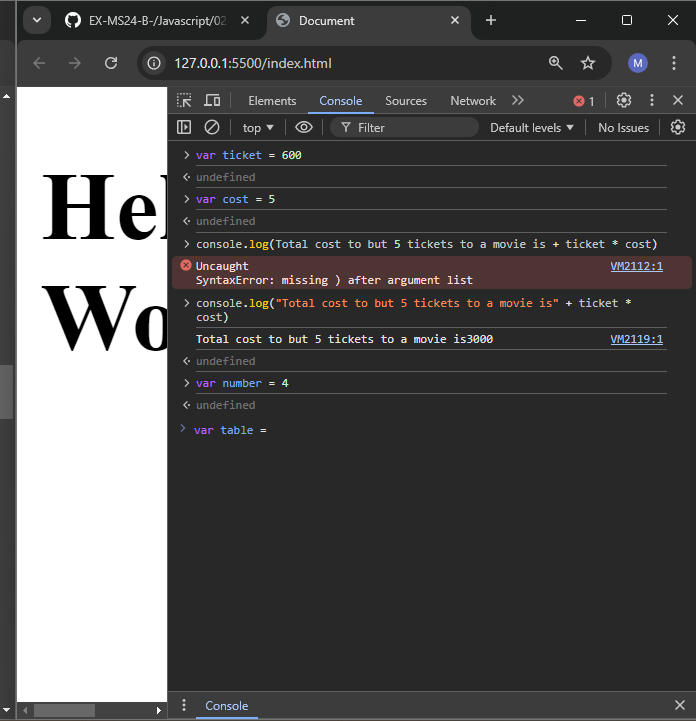 EX-MS24-B-/Javascript/02
Document
127.0.0.1:5500/index.html
M
Elements
Console
Sources
Network
1
top
Filter
Default levels
No Issues
Hel
Wo
var ticket = 600
undefined
var cost = 5
undefined
console.log(Total cost to but 5 tickets to a movie is + ticket * cost)
Uncaught VM2112:1
SyntaxError: missing ) after argument list
console.log("Total cost to but 5 tickets to a movie is" + ticket *
cost)
Total cost to but 5 tickets to a movie is3000 VM2119:1
undefined
var number = 4
undefined
var table =
Console